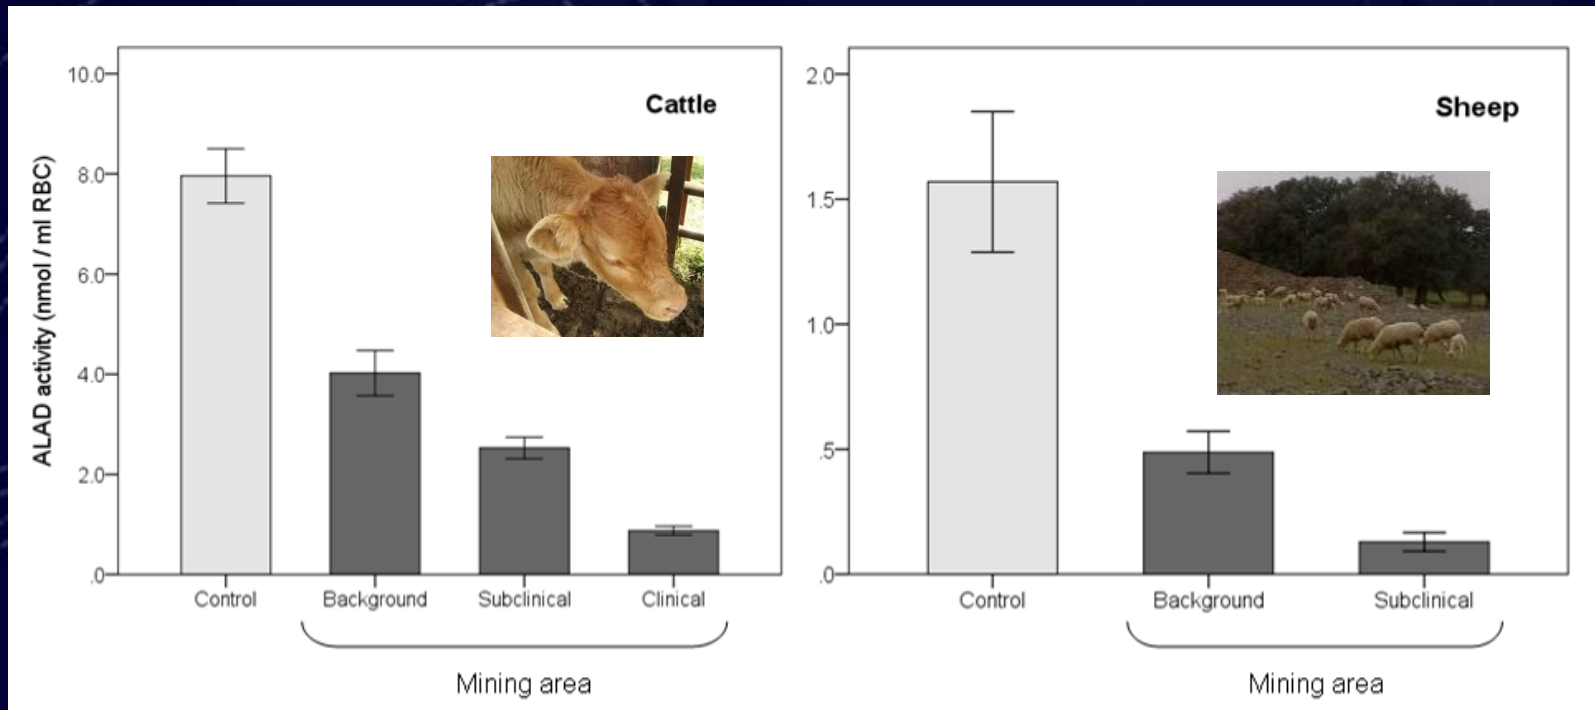 Cattle
10.0
8.0
6.0
4.0
2.0
.0
ALAD activity (nmol / ml RBC)
Control Background Subclinical Clinical
Mining area
Sheep
2.0
1.5
1.0
.5
.0
Control Background Subclinical
Mining area